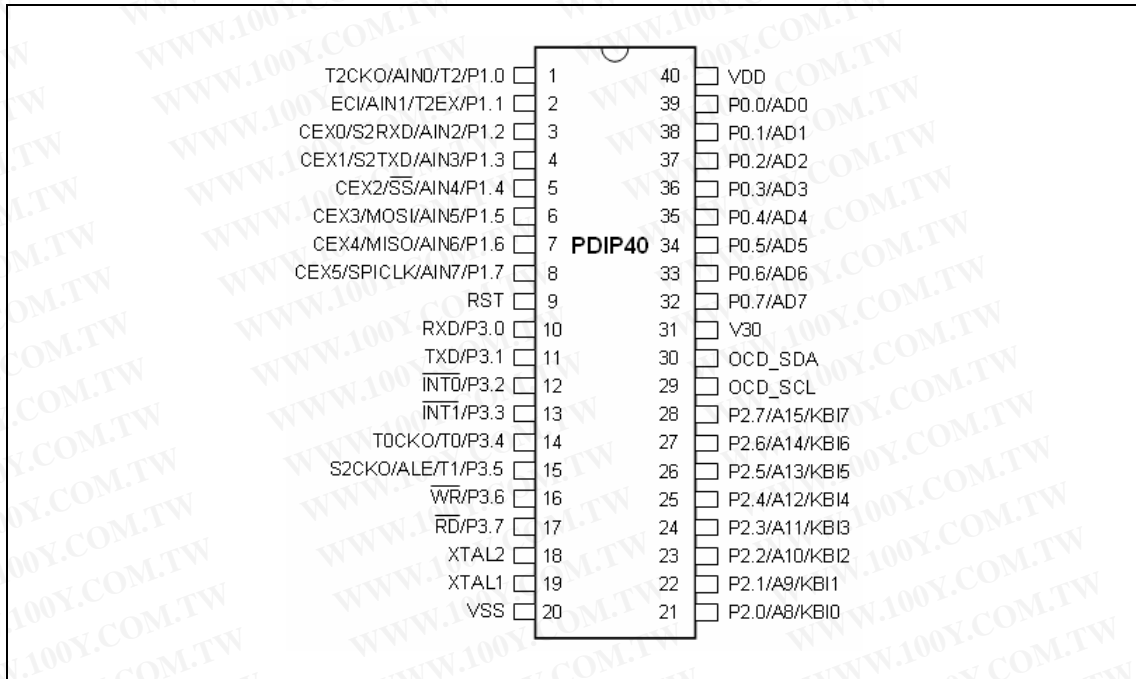 T2CKO/AIN0/T2/P1.0 1
ECI/AIN1/T2EX/P1.1 2
CEX0/S2RXD/AIN2/P1.2 3
CEX1/S2TXD/AIN3/P1.3 4
CEX2/S̅S̅/AIN4/P1.4 5
CEX3/MOSI/AIN5/P1.5 6
CEX4/MISO/AIN6/P1.6 7
CEX5/SPICLK/AIN7/P1.7 8
RST 9
RXD/P3.0 10
TXD/P3.1 11
I̅N̅T̅0̅/P3.2 12
I̅N̅T̅1̅/P3.3 13
T0CKO/T0/P3.4 14
S2CKO/ALE/T1/P3.5 15
W̅R̅/P3.6 16
R̅D̅/P3.7 17
XTAL2 18
XTAL1 19
VSS 20
PDIP40
40 VDD
39 P0.0/AD0
38 P0.1/AD1
37 P0.2/AD2
36 P0.3/AD3
35 P0.4/AD4
34 P0.5/AD5
33 P0.6/AD6
32 P0.7/AD7
31 V30
30 OCD_SDA
29 OCD_SCL
28 P2.7/A15/KBI7
27 P2.6/A14/KBI6
26 P2.5/A13/KBI5
25 P2.4/A12/KBI4
24 P2.3/A11/KBI3
23 P2.2/A10/KBI2
22 P2.1/A9/KBI1
21 P2.0/A8/KBI0
WWW.100Y.COM.TW